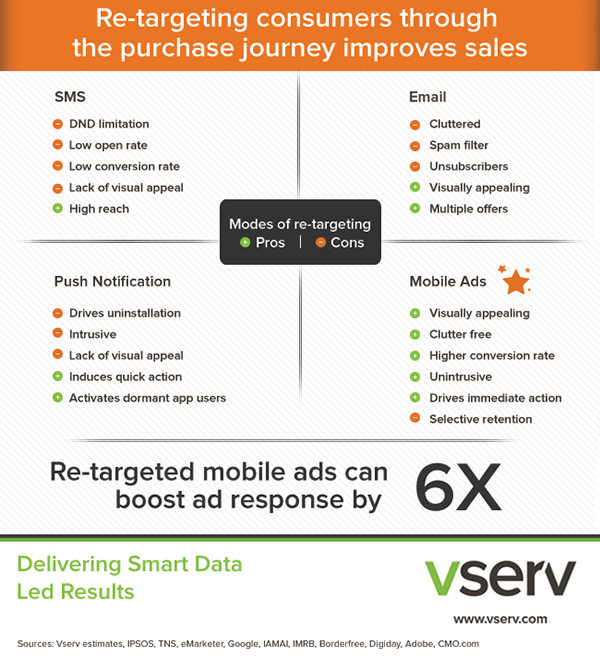 Re-targeting consumers through
the purchase journey improves sales
SMS
DND limitation
Low open rate
Low conversion rate
Lack of visual appeal
High reach
Email
Cluttered
Spam filter
Unsubscribers
Visually appealing
Multiple offers
Modes of re-targeting
+ Pros | - Cons
Push Notification
Drives uninstallation
Intrusive
Lack of visual appeal
Induces quick action
Activates dormant app users
Mobile Ads
Visually appealing
Clutter free
Higher conversion rate
Unintrusive
Drives immediate action
Selective retention
Re-targeted mobile ads can
boost ad response by
6X
Delivering Smart Data
Led Results
vserv
www.vserv.com
Sources: Vserv estimates, IPSOS, TNS, eMarketer, Google, IAMAI, IMRB, Borderfree, Digiday, Adobe, CMO.com